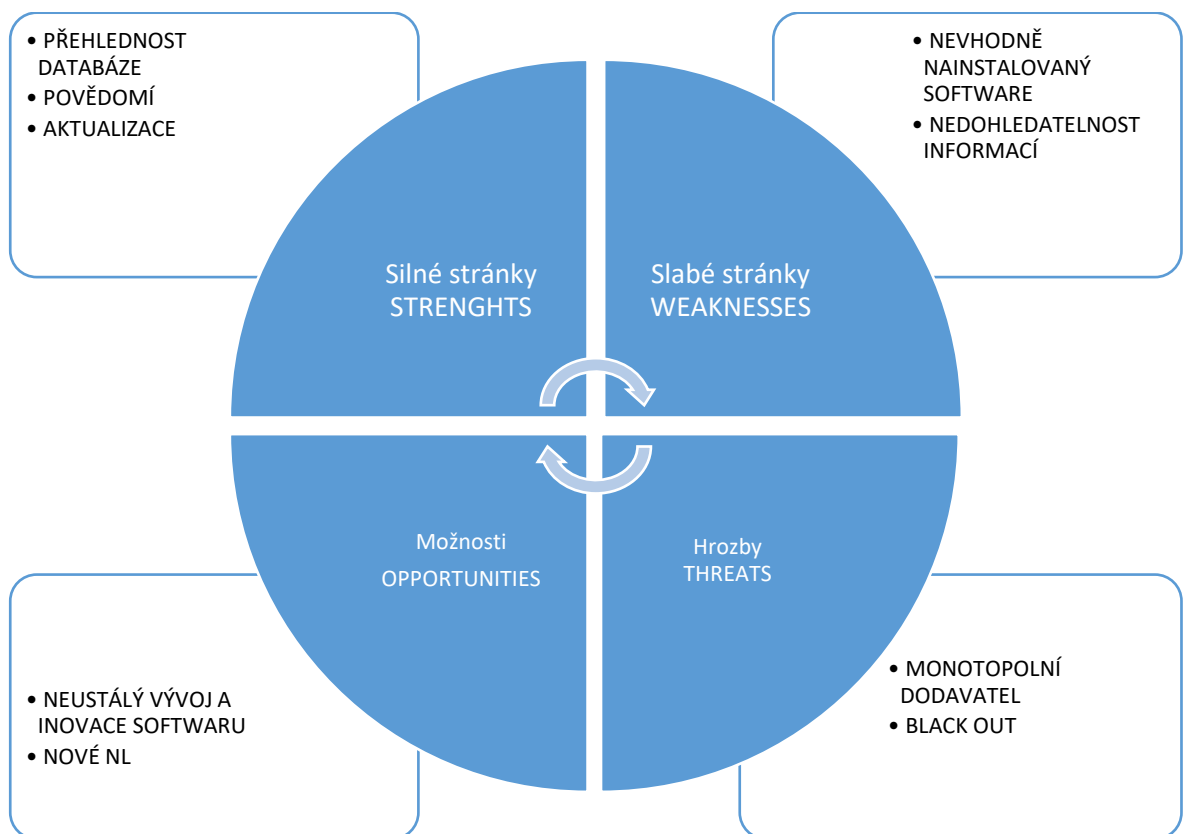 • PŘEHLEDNOST
DATABÁZE
• POVĚDOMÍ
• AKTUALIZACE
• NEVHODNĚ
NAINSTALOVANÝ
SOFTWARE
• NEDOHLEDATELNOST
INFORMACÍ
Silné stránky
STRENGHTS
Slabé stránky
WEAKNESSES
Možnosti
OPPORTUNITIES
Hrozby
THREATS
• NEUSTÁLÝ VÝVOJ A
INOVACE SOFTWARU
• NOVÉ NL
• MONOTOPOLNÍ
DODAVATEL
• BLACK OUT